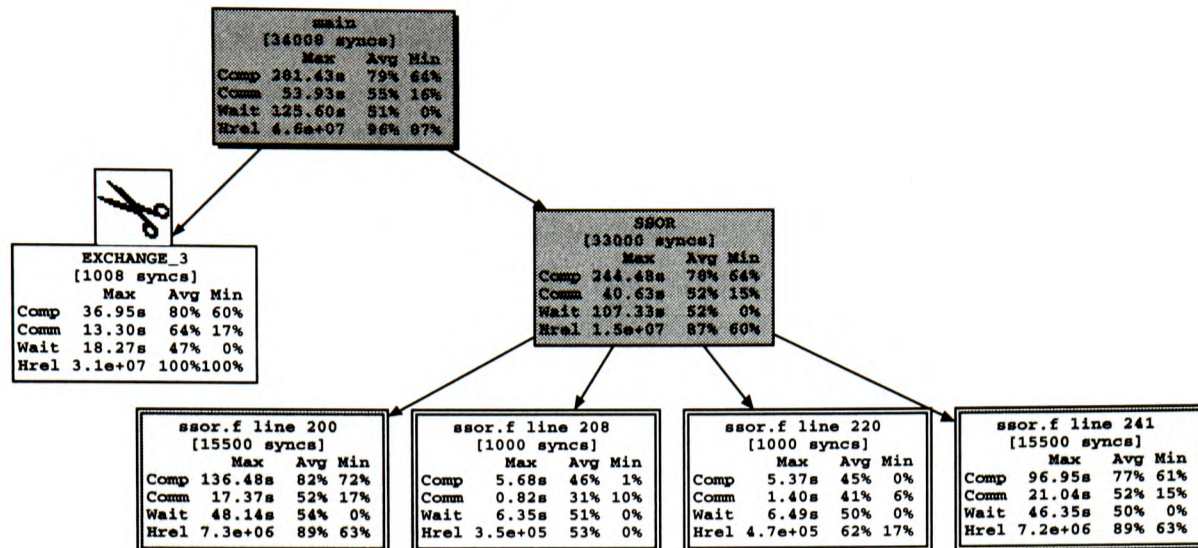 main
[34008 syncs]
Max Avg Min
Comp 281.43s 79% 64%
Comm 53.93s 55% 16%
Wait 125.60s 51% 0%
Hrel 4.6e+07 96% 87%
EXCHANGE_3
[1008 syncs]
Max Avg Min
Comp 36.95s 80% 60%
Comm 13.30s 64% 17%
Wait 18.27s 47% 0%
Hrel 3.1e+07 100%100%
SSOR
[33000 syncs]
Max Avg Min
Comp 244.48s 78% 64%
Comm 40.63s 52% 15%
Wait 107.33s 52% 0%
Hrel 1.5e+07 87% 60%
ssor.f line 200
[15500 syncs]
Max Avg Min
Comp 136.48s 82% 72%
Comm 17.37s 52% 17%
Wait 48.14s 54% 0%
Hrel 7.3e+06 89% 63%
ssor.f line 208
[1000 syncs]
Max Avg Min
Comp 5.68s 46% 1%
Comm 0.82s 31% 10%
Wait 6.35s 51% 0%
Hrel 3.5e+05 53% 0%
ssor.f line 220
[1000 syncs]
Max Avg Min
Comp 5.37s 45% 0%
Comm 1.40s 41% 6%
Wait 6.49s 50% 0%
Hrel 4.7e+05 62% 17%
ssor.f line 241
[15500 syncs]
Max Avg Min
Comp 96.95s 77% 61%
Comm 21.04s 52% 15%
Wait 46.35s 50% 0%
Hrel 7.2e+06 89% 63%